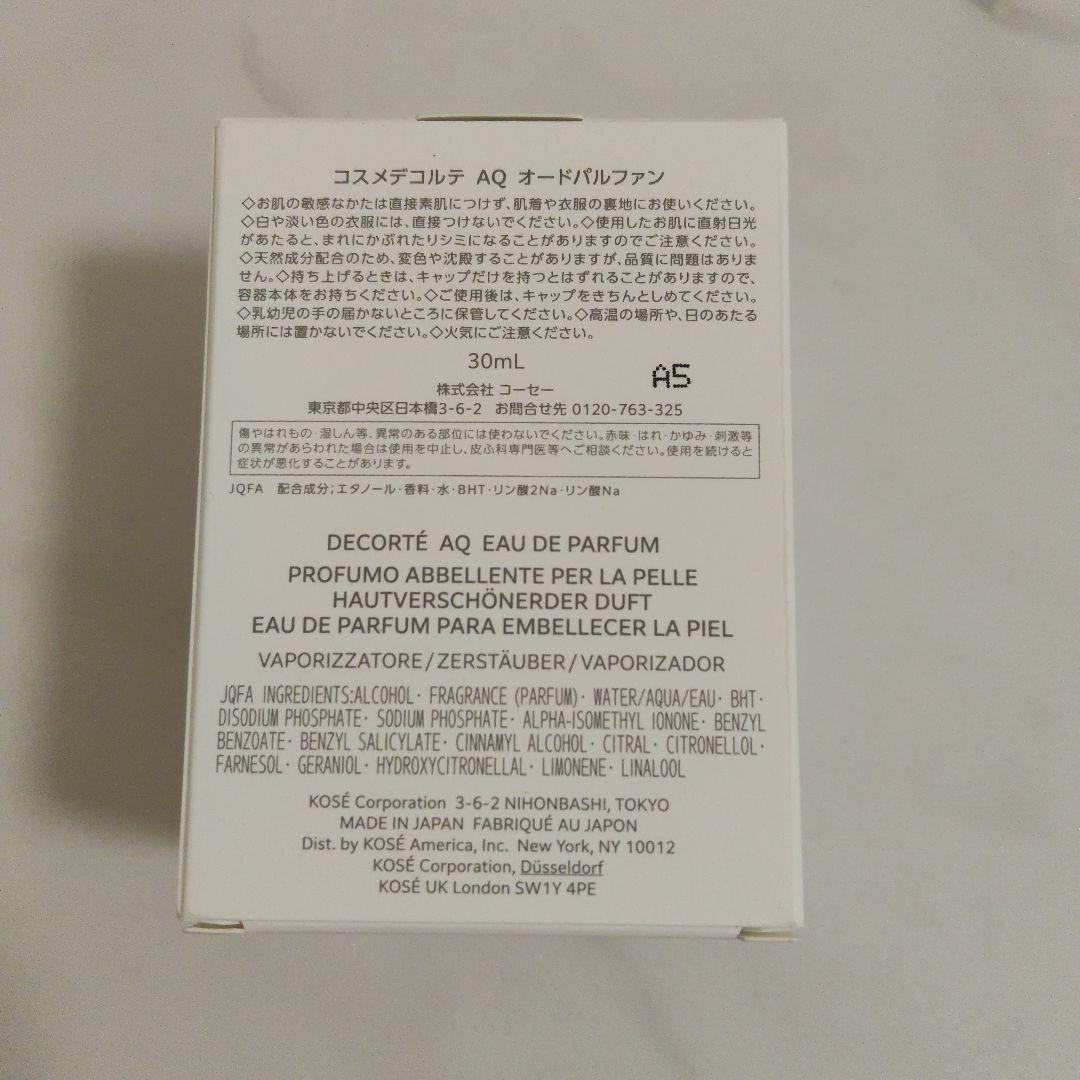 コスメデコルテ AQ オードパルファン
◇お肌の敏感なかたは直接素肌につけず、肌着や衣服の裏地にお使いください。
◇白や淡い色の衣服には、直接つけないでください。◇使用したお肌に直射日光
があたると、まれにかぶれたりシミになることがありますのでご注意ください。
◇天然成分配合のため、変色や沈殿することがありますが、品質に問題はありま
せん。◇持ち上げるときは、キャップだけを持つとはずれることがありますので、
容器本体をお持ちください。◇ご使用後は、キャップをきちんとしめてください。
◇乳幼児の手の届かないところに保管してください。◇高温の場所や、日のあたる
場所には置かないでください。◇火気にご注意ください。
30mL
A5
株式会社 コーセー
東京都中央区日本橋3-6-2 お問合せ先 0120-763-325
傷やはれもの・湿しん等、異常のある部位には使わないでください。赤味・はれ・かゆみ・刺激等
の異常があらわれた場合は使用を中止し、皮ふ科専門医等へご相談ください。使用を続けると
症状が悪化することがあります。
JQFA 配合成分;エタノール・香料・水・BHT・リン酸2Na・リン酸Na
DECORTÉ AQ EAU DE PARFUM
PROFUMO ABBELLENTE PER LA PELLE
HAUTVERSCHÖNERDER DUFT
EAU DE PARFUM PARA EMBELLECER LA PIEL
VAPORIZZATORE/ZERSTÄUBER/VAPORIZADOR
JQFA INGREDIENTS:ALCOHOL・ FRAGRANCE (PARFUM)・ WATER/AQUA/EAU・ BHT・
DISODIUM PHOSPHATE・ SODIUM PHOSPHATE・ ALPHA-ISOMETHYL IONONE・ BENZYL
BENZOATE・ BENZYL SALICYLATE・ CINNAMYL ALCOHOL・ CITRAL・ CITRONELLOL・
FARNESOL・ GERANIOL・ HYDROXYCITRONELLAL・ LIMONENE・ LINALOOL
KOSÉ Corporation 3-6-2 NIHONBASHI, TOKYO
MADE IN JAPAN FABRIQUÉ AU JAPON
Dist. by KOSÉ America, Inc. New York, NY 10012
KOSÉ Corporation, Düsseldorf
KOSÉ UK London SW1Y 4PE